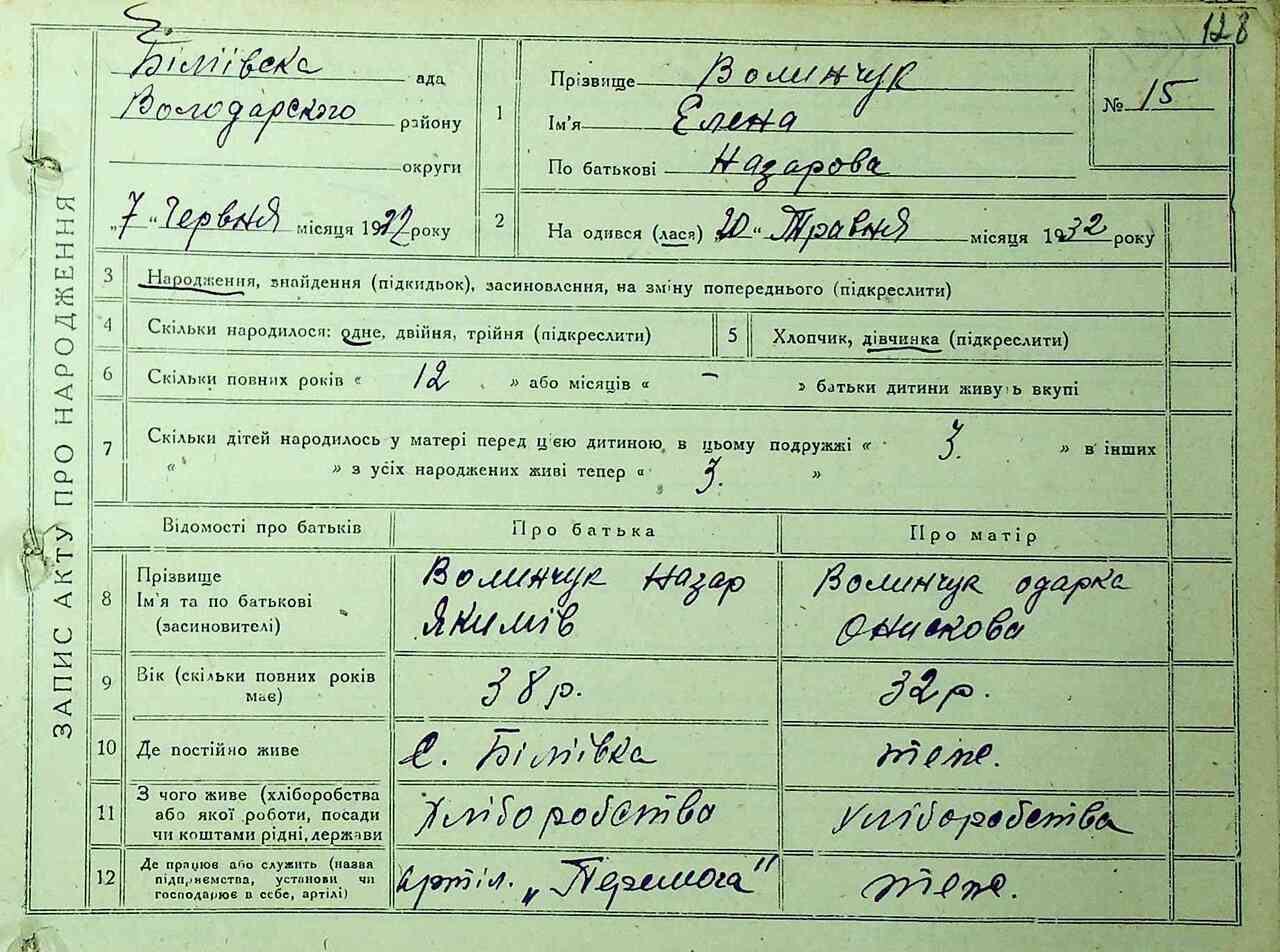 128
ЗАПИС АКТУ ПРО НАРОДЖЕННЯ
Біліївска ада
Володарского району
округи
„7“ Червня місяця 1932 року
1
Прізвище Волинчук
Ім'я Елена
По батькові Назарова
№ 15
2
На одився (лася) „20“ Травня місяця 1932 року
3 Народження, знайдення (підкидьок), засиновлення, на зміну попереднього (підкреслити)
4 Скільки народилося: одне, двійня, трійня (підкреслити)
5 Хлопчик, дівчинка (підкреслити)
6 Скільки повних років « 12 » або місяців « – » батьки дитини живуть вкупі
7 Скільки дітей народилось у матері перед цією дитиною, в цьому подружжі « 3. » в інших
« » з усіх народжених живі тепер « 3. »
Відомості про батьків Про батька Про матір
8 Прізвище
Ім'я та по батькові
(засиновителі)
Волинчук Назар
Якимів
Волинчук одарка
Онискова
9 Вік (скільки повних років
має)
38 р.
32 р.
10 Де постійно живе с. Біліївка теж.
11 З чого живе (хліборобства
або якої роботи, посади
чи коштами рідні, держави
Хліборобства
Хліборобства
12 Де працює або служить (назва
підприємства, установи чи
господарює в себе, артілі)
артіл. „Перемога"
теж.